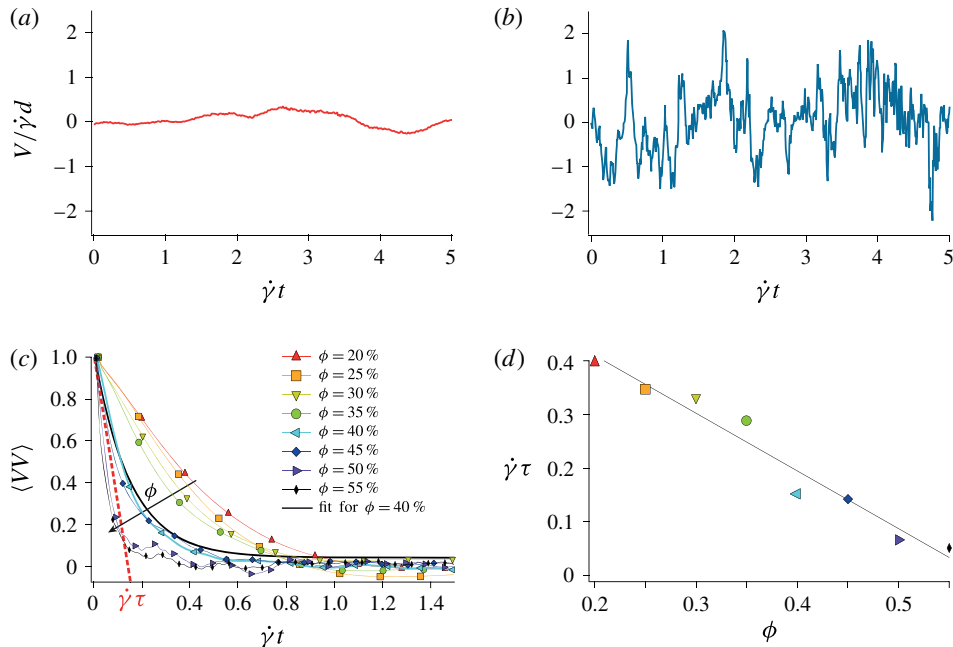 (a)
2
1
0
−1
−2
V/γ̇d
0 1 2 3 4 5
γ̇t
(b)
2
1
0
−1
−2
0 1 2 3 4 5
γ̇t
(c)
1.0
0.8
0.6
0.4
0.2
0
⟨VV⟩
ϕ = 20 %
ϕ = 25 %
ϕ = 30 %
ϕ = 35 %
ϕ = 40 %
ϕ = 45 %
ϕ = 50 %
ϕ = 55 %
fit for ϕ = 40 %
ϕ
0 0.2 0.4 0.6 0.8 1.0 1.2 1.4
γ̇τ
γ̇t
(d)
0.4
0.3
0.2
0.1
0
γ̇τ
0.2 0.3 0.4 0.5
ϕ